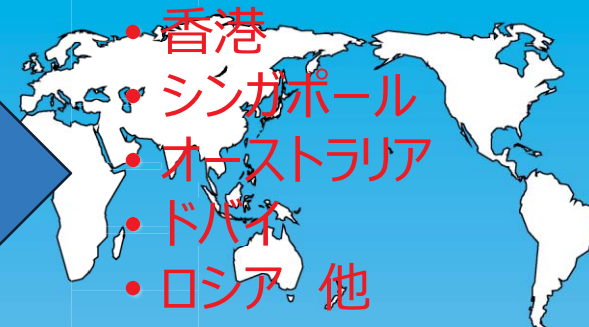 • 香港
• シンガポール
• オーストラリア
• ドバイ
• ロシア 他